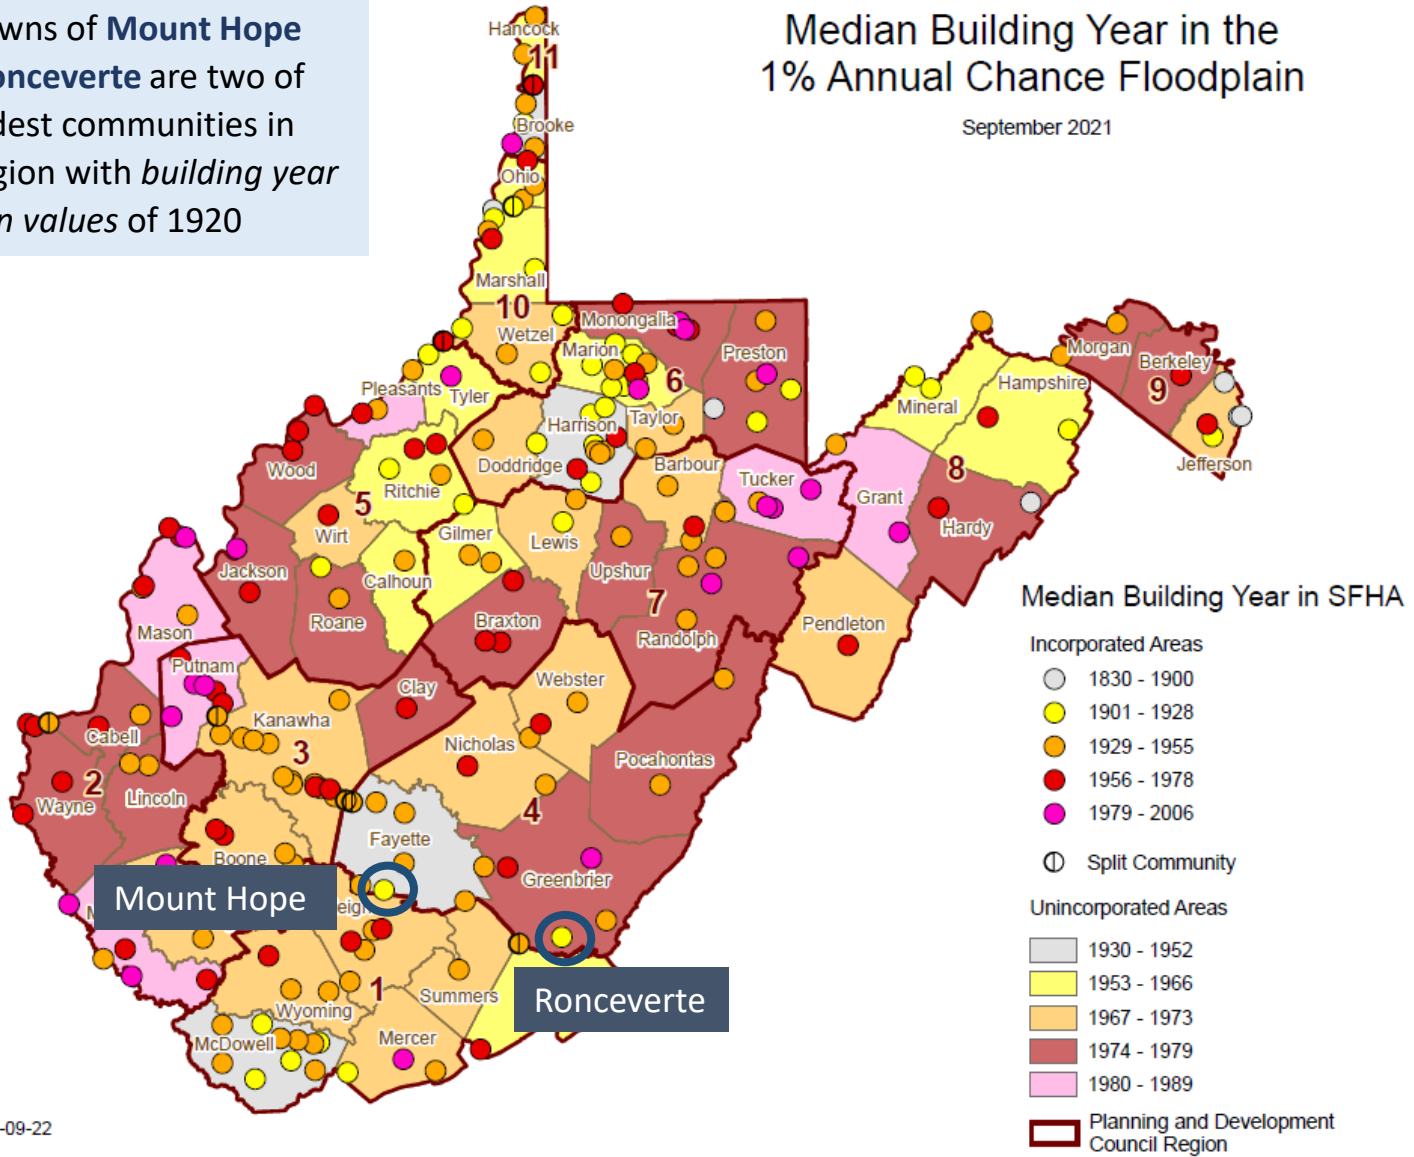 wns of Mount Hope
onceverte are two of
dest communities in
gion with building year
n values of 1920
Median Building Year in the
1% Annual Chance Floodplain
September 2021
Hancock
11
Brooke
Ohio
Marshall
10
Wetzel
Monongalia
Marion
Preston
6
Pleasants
Tyler
Harrison
Taylor
Doddridge
Barbour
Wood
Ritchie
5
Wirt
Gilmer
Lewis
Tucker
Grant
Mineral
Hampshire
8
Hardy
Morgan
Berkeley
9
Jefferson
Jackson
Calhoun
Roane
Upshur
7
Braxton
Randolph
Pendleton
Mason
Putnam
Clay
Webster
Cabell
Kanawha
3
Nicholas
Pocahontas
2
Wayne
Lincoln
4
Fayette
Boone
Greenbrier
Mount Hope
M
eigh
Ronceverte
1
Summers
Wyoming
McDowell
Mercer
Median Building Year in SFHA
Incorporated Areas
1830 - 1900
1901 - 1928
1929 - 1955
1956 - 1978
1979 - 2006
Split Community
Unincorporated Areas
1930 - 1952
1953 - 1966
1967 - 1973
1974 - 1979
1980 - 1989
Planning and Development
Council Region
-09-22